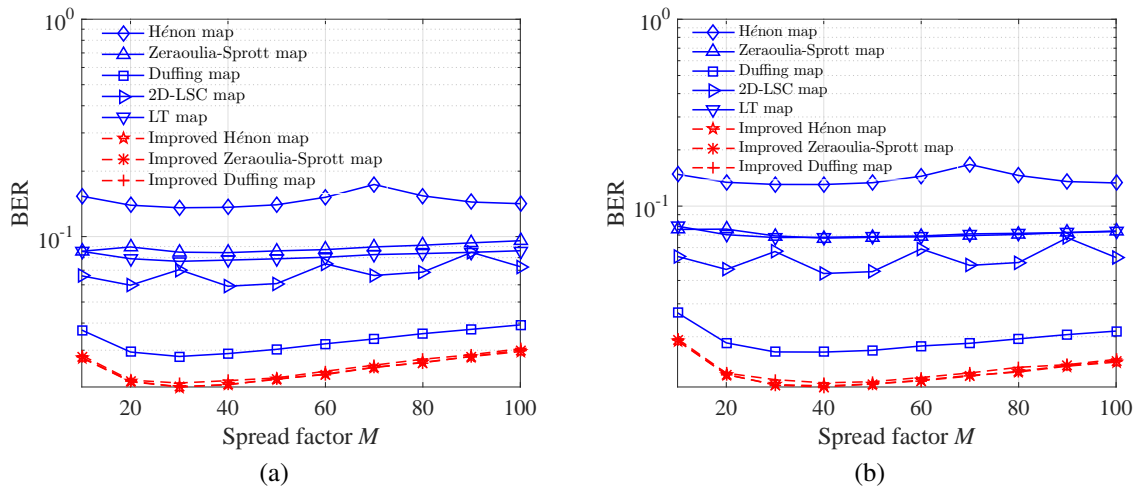 10^0
Hénon map
Zeraoulia-Sprott map
Duffing map
2D-LSC map
LT map
Improved Hénon map
Improved Zeraoulia-Sprott map
Improved Duffing map
BER
10^-1
20 40 60 80 100
Spread factor M
(a)
10^0
Hénon map
Zeraoulia-Sprott map
Duffing map
2D-LSC map
LT map
Improved Hénon map
Improved Zeraoulia-Sprott map
Improved Duffing map
BER
10^-1
20 40 60 80 100
Spread factor M
(b)